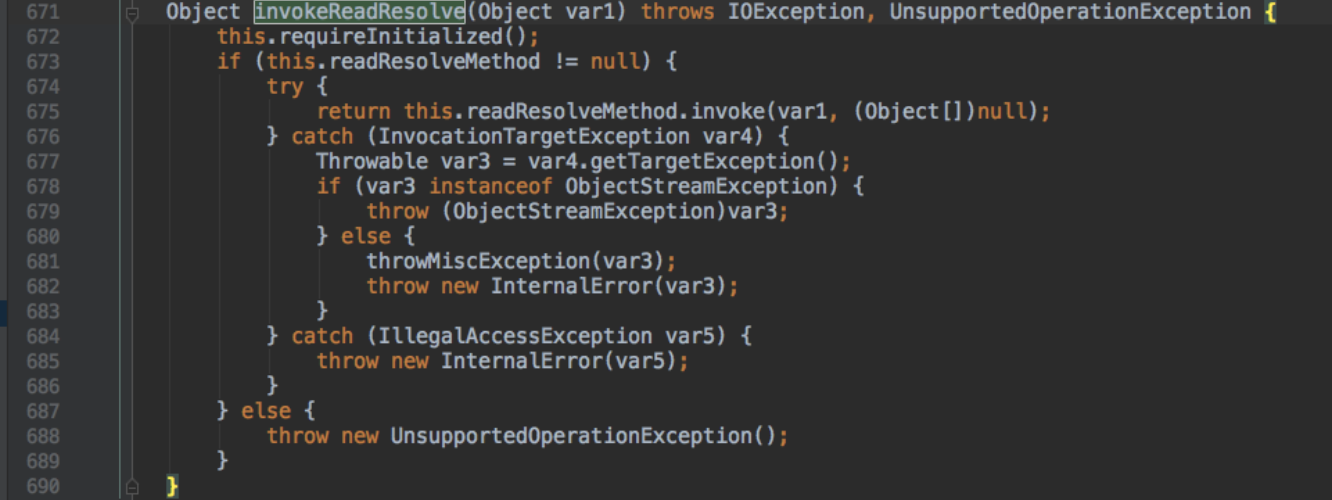 671 Object invokeReadResolve(Object var1) throws IOException, UnsupportedOperationException {
672     this.requireInitialized();
673     if (this.readResolveMethod != null) {
674         try {
675             return this.readResolveMethod.invoke(var1, (Object[])null);
676         } catch (InvocationTargetException var4) {
677             Throwable var3 = var4.getTargetException();
678             if (var3 instanceof ObjectStreamException) {
679                 throw (ObjectStreamException)var3;
680             } else {
681                 throwMiscException(var3);
682                 throw new InternalError(var3);
683             }
684         } catch (IllegalAccessException var5) {
685             throw new InternalError(var5);
686         }
687     } else {
688         throw new UnsupportedOperationException();
689     }
690 }